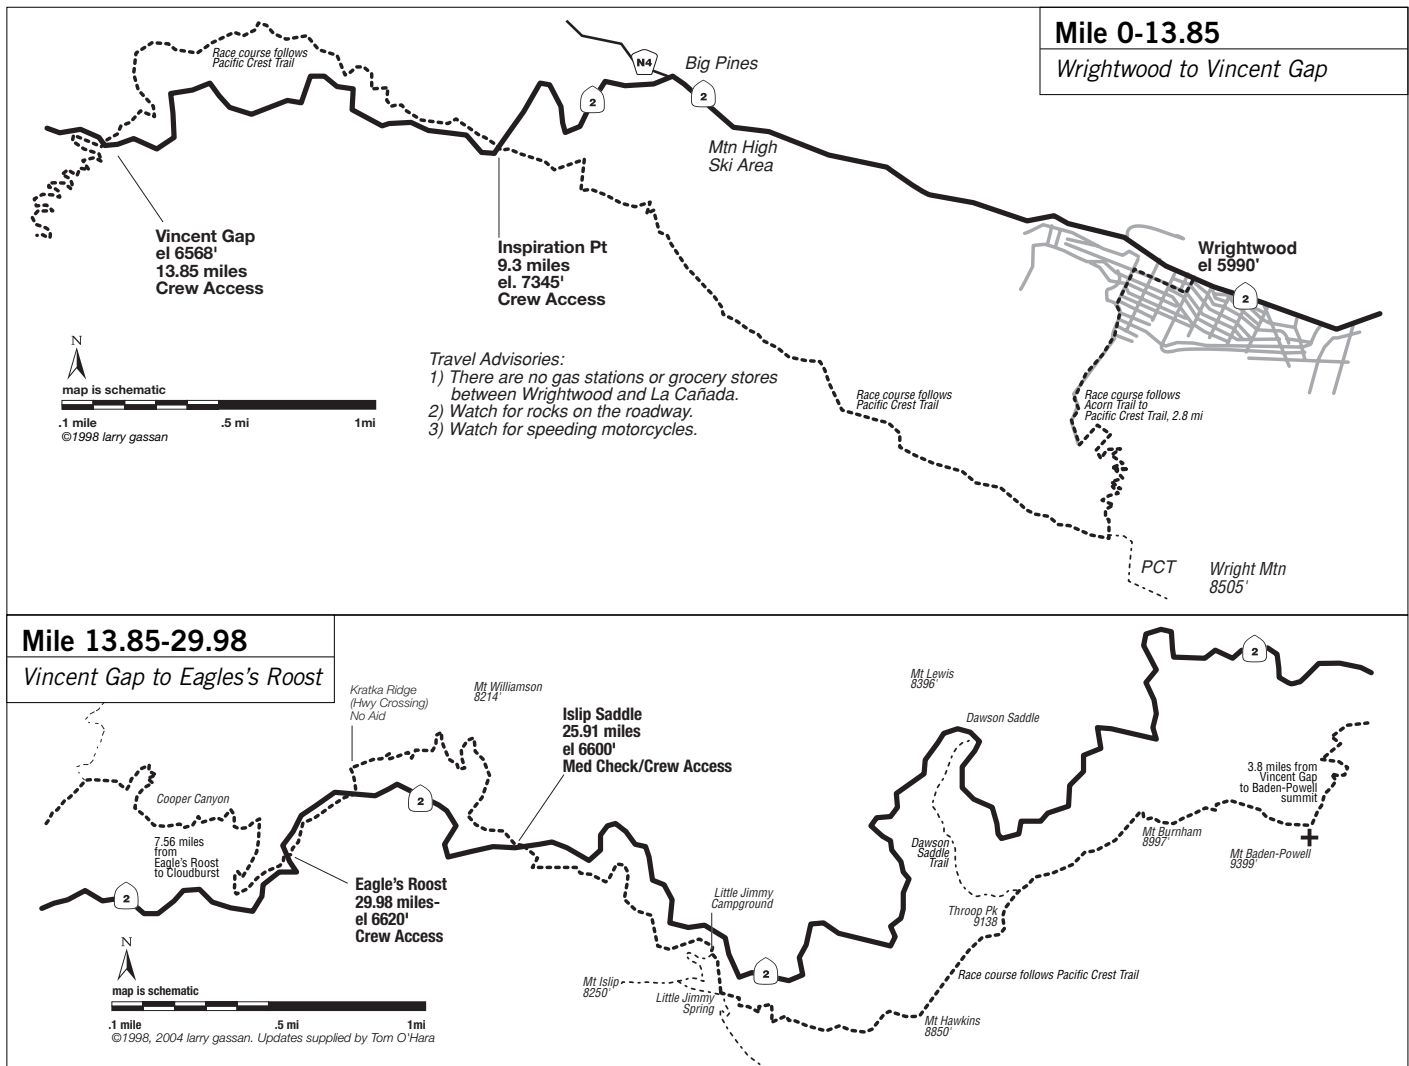 Mile 0-13.85
Wrightwood to Vincent Gap
Race course follows
Pacific Crest Trail
N4
Big Pines
2
2
Mtn High
Ski Area
Vincent Gap
el 6568'
13.85 miles
Crew Access
Inspiration Pt
9.3 miles
el. 7345'
Crew Access
Wrightwood
el 5990'
2
N
map is schematic
.1 mile .5 mi 1mi
©1998 larry gassan
Travel Advisories:
1) There are no gas stations or grocery stores
between Wrightwood and La Cañada.
2) Watch for rocks on the roadway.
3) Watch for speeding motorcycles.
Race course follows
Pacific Crest Trail
Race course follows
Acorn Trail to
Pacific Crest Trail, 2.8 mi
PCT
Wright Mtn
8505'
Mile 13.85-29.98
Vincent Gap to Eagles's Roost
Kratka Ridge
(Hwy Crossing)
No Aid
Mt Williamson
8214'
Islip Saddle
25.91 miles
el 6600'
Med Check/Crew Access
Mt Lewis
8396'
Dawson Saddle
2
3.8 miles from
Vincent Gap
to Baden-Powell
summit
Cooper Canyon
2
7.56 miles
from
Eagle's Roost
to Cloudburst
Mt Burnham
8997'
Mt Baden-Powell
9399'
Dawson
Saddle
Trail
2
Eagle's Roost
29.98 miles-
el 6620'
Crew Access
Little Jimmy
Campground
Throop Pk
9138
N
map is schematic
.1 mile .5 mi 1mi
©1998, 2004 larry gassan. Updates supplied by Tom O'Hara
2
Mt Islip
8250'
Little Jimmy
Spring
Race course follows Pacific Crest Trail
Mt Hawkins
8850'